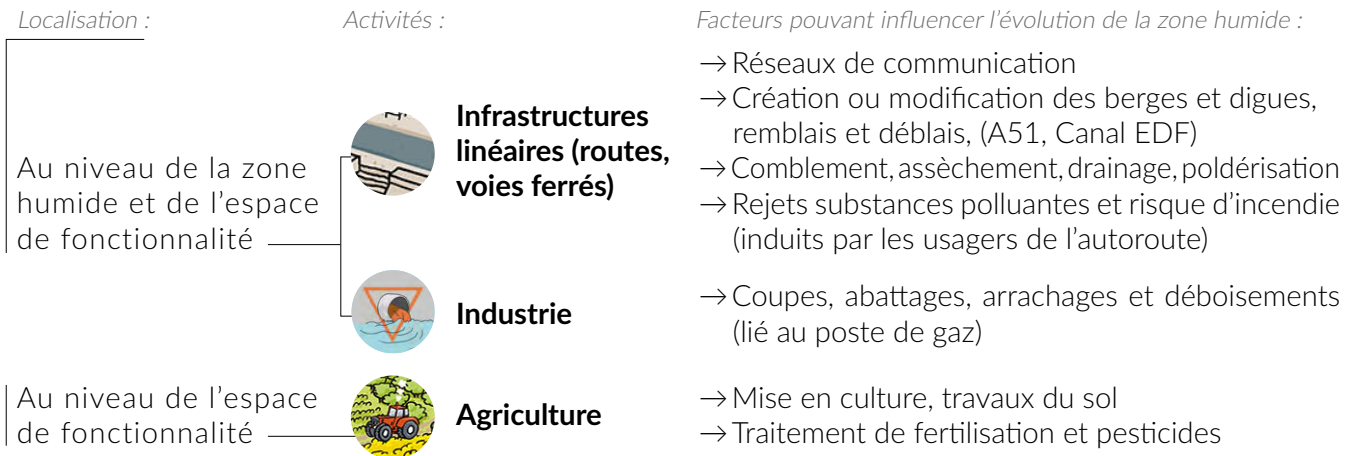 Localisation :
Activités :
Facteurs pouvant influencer l'évolution de la zone humide :
Au niveau de la zone
humide et de l'espace
de fonctionnalité
Infrastructures
linéaires (routes,
voies ferrés)
→ Réseaux de communication
→ Création ou modification des berges et digues,
remblais et déblais, (A51, Canal EDF)
→ Comblement, assèchement, drainage, poldérisation
→ Rejets substances polluantes et risque d'incendie
(induits par les usagers de l'autoroute)
Industrie
→ Coupes, abattages, arrachages et déboisements
(lié au poste de gaz)
Au niveau de l'espace
de fonctionnalité
Agriculture
→ Mise en culture, travaux du sol
→ Traitement de fertilisation et pesticides